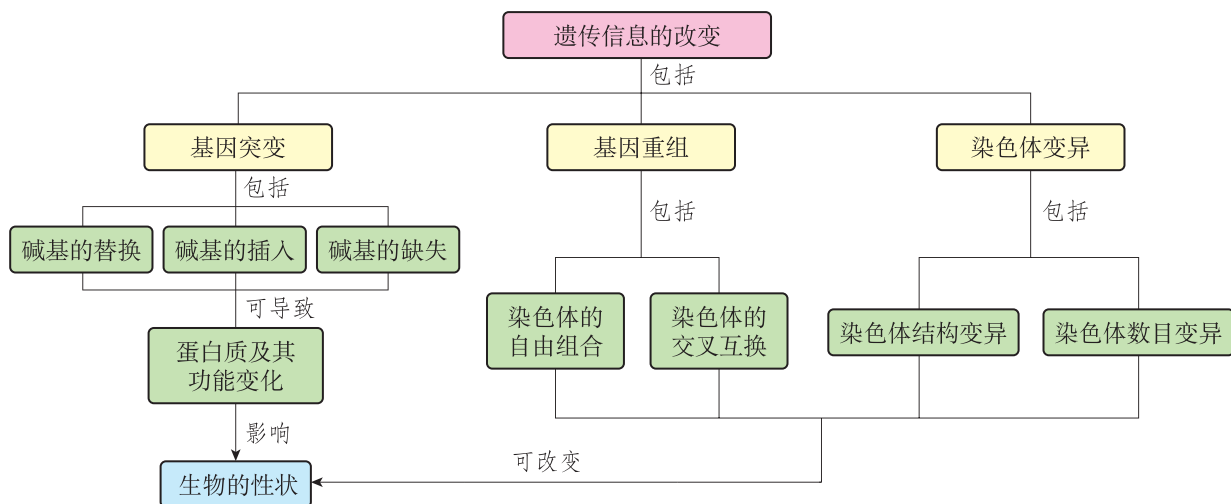 遗传信息的改变
包括
基因突变
基因重组
染色体变异
包括
包括
包括
碱基的替换
碱基的插入
碱基的缺失
可导致
染色体的
自由组合
染色体的
交叉互换
染色体结构变异
染色体数目变异
蛋白质及其
功能变化
影响
可改变
生物的性状